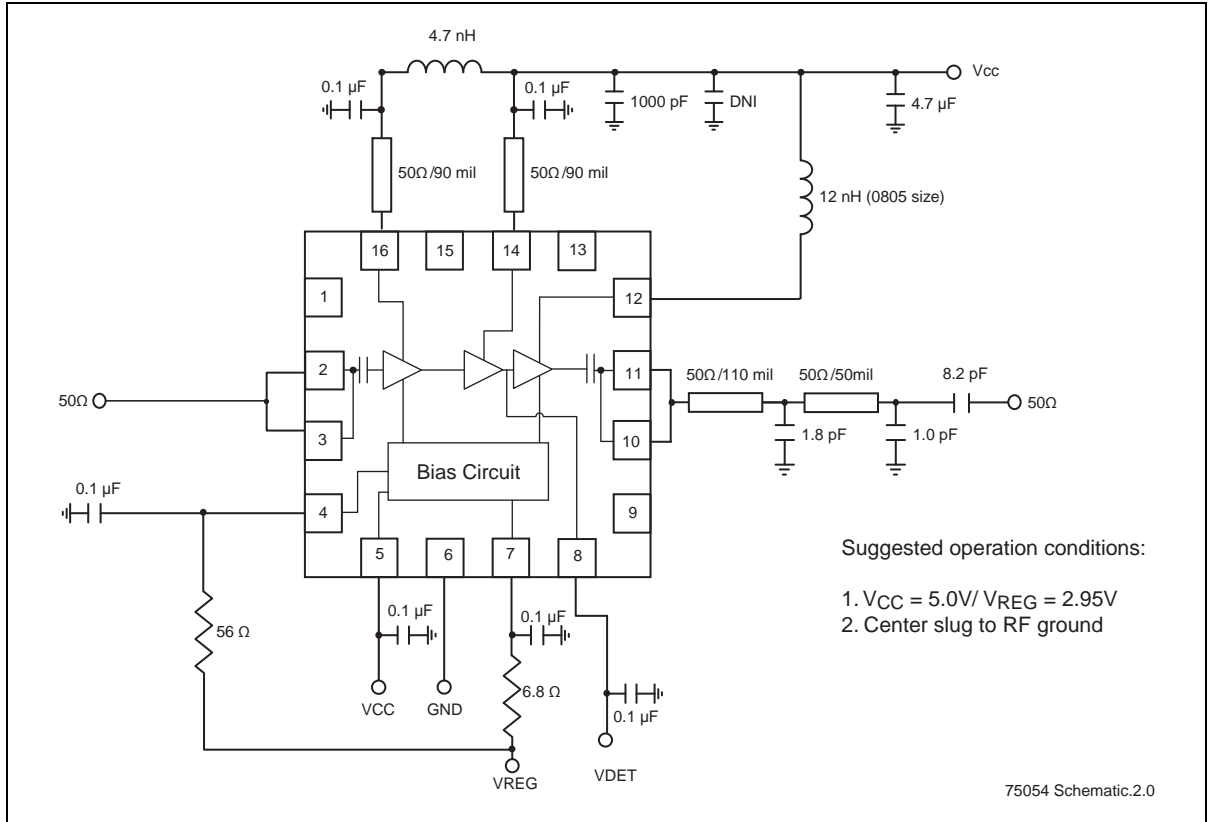 4.7 nH
Vcc
0.1 µF
0.1 µF
1000 pF
DNI
4.7 µF
50Ω/90 mil
50Ω/90 mil
12 nH (0805 size)
16
15
14
13
1
12
2
11
50Ω/110 mil
50Ω/50mil
8.2 pF
50Ω
50Ω
3
10
1.8 pF
1.0 pF
Bias Circuit
0.1 µF
4
9
5
6
7
8
Suggested operation conditions:
1. VCC = 5.0V/ VREG = 2.95V
2. Center slug to RF ground
0.1 µF
0.1 µF
56 Ω
6.8 Ω
VCC
GND
0.1 µF
VREG
VDET
75054 Schematic.2.0